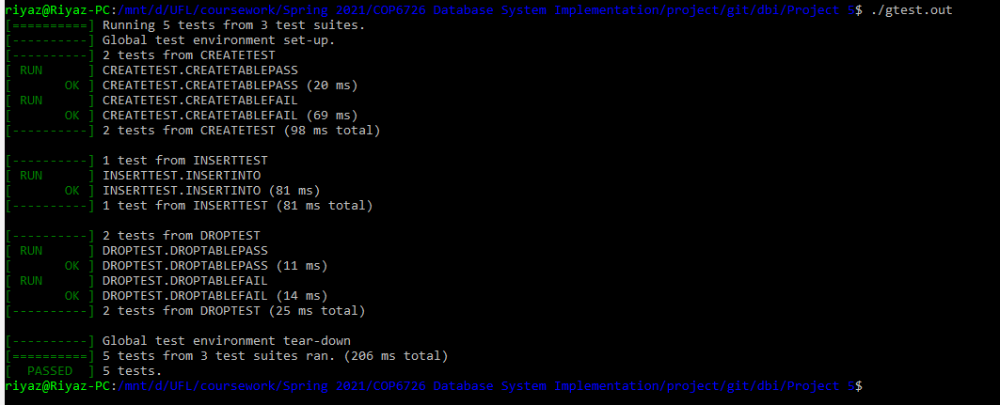 riyaz@Riyaz-PC:/mnt/d/UFL/coursework/Spring 2021/COP6726 Database System Implementation/project/git/dbi/Project 5$ ./gtest.out
[==========] Running 5 tests from 3 test suites.
[----------] Global test environment set-up.
[----------] 2 tests from CREATETEST
[ RUN      ] CREATETEST.CREATETABLEPASS
[       OK ] CREATETEST.CREATETABLEPASS (20 ms)
[ RUN      ] CREATETEST.CREATETABLEFAIL
[       OK ] CREATETEST.CREATETABLEFAIL (69 ms)
[----------] 2 tests from CREATETEST (98 ms total)

[----------] 1 test from INSERTTEST
[ RUN      ] INSERTTEST.INSERTINTO
[       OK ] INSERTTEST.INSERTINTO (81 ms)
[----------] 1 test from INSERTTEST (81 ms total)

[----------] 2 tests from DROPTEST
[ RUN      ] DROPTEST.DROPTABLEPASS
[       OK ] DROPTEST.DROPTABLEPASS (11 ms)
[ RUN      ] DROPTEST.DROPTABLEFAIL
[       OK ] DROPTEST.DROPTABLEFAIL (14 ms)
[----------] 2 tests from DROPTEST (25 ms total)

[----------] Global test environment tear-down
[==========] 5 tests from 3 test suites ran. (206 ms total)
[  PASSED  ] 5 tests.
riyaz@Riyaz-PC:/mnt/d/UFL/coursework/Spring 2021/COP6726 Database System Implementation/project/git/dbi/Project 5$